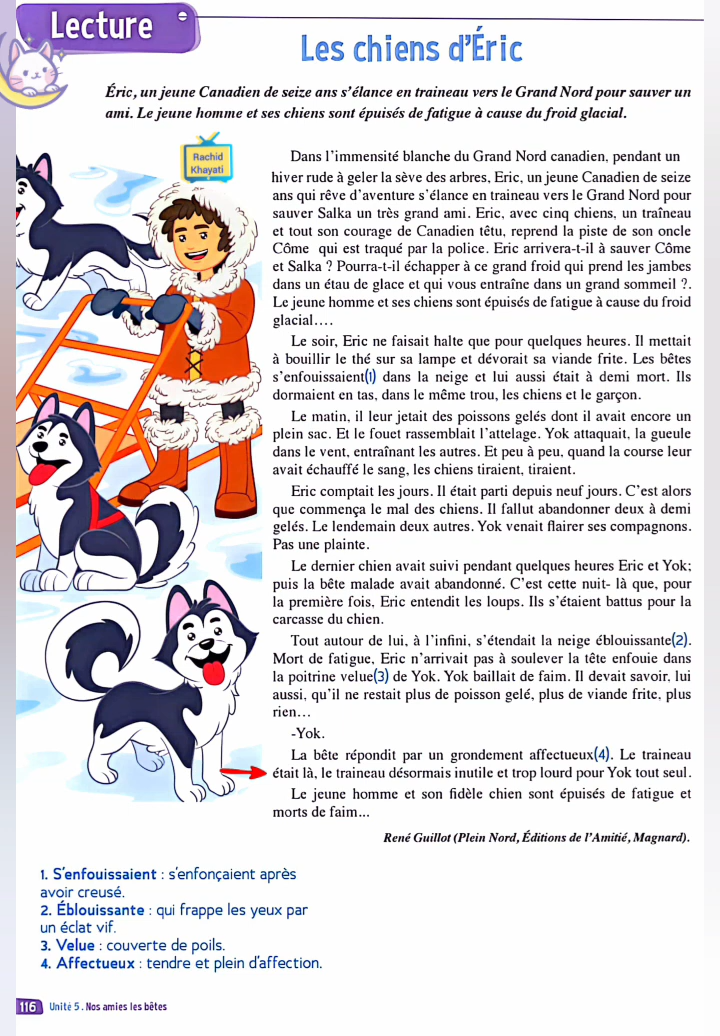 Lecture
Les chiens d'Éric
Éric, un jeune Canadien de seize ans s'élance en traineau vers le Grand Nord pour sauver un
ami. Le jeune homme et ses chiens sont épuisés de fatigue à cause du froid glacial.
Rachid
Khayati
Dans l'immensité blanche du Grand Nord canadien, pendant un
hiver rude à geler la sève des arbres, Eric, un jeune Canadien de seize
ans qui rêve d'aventure s'élance en traineau vers le Grand Nord pour
sauver Salka un très grand ami. Eric, avec cinq chiens, un traîneau
et tout son courage de Canadien têtu, reprend la piste de son oncle
Côme qui est traqué par la police. Eric arrivera-t-il à sauver Côme
et Salka ? Pourra-t-il échapper à ce grand froid qui prend les jambes
dans un étau de glace et qui vous entraîne dans un grand sommeil ?.
Le jeune homme et ses chiens sont épuisés de fatigue à cause du froid
glacial....
Le soir, Eric ne faisait halte que pour quelques heures. Il mettait
à bouillir le thé sur sa lampe et dévorait sa viande frite. Les bêtes
s'enfouissaient(1) dans la neige et lui aussi était à demi mort. Ils
dormaient en tas, dans le même trou, les chiens et le garçon.
Le matin, il leur jetait des poissons gelés dont il avait encore un
plein sac. Et le fouet rassemblait l'attelage. Yok attaquait, la gueule
dans le vent, entraînant les autres. Et peu à peu, quand la course leur
avait échauffé le sang, les chiens tiraient, tiraient.
Eric comptait les jours. Il était parti depuis neuf jours. C'est alors
que commença le mal des chiens. Il fallut abandonner deux à demi
gelés. Le lendemain deux autres. Yok venait flairer ses compagnons.
Pas une plainte.
Le dernier chien avait suivi pendant quelques heures Eric et Yok;
puis la bête malade avait abandonné. C'est cette nuit- là que, pour
la première fois, Eric entendit les loups. Ils s'étaient battus pour la
carcasse du chien.
Tout autour de lui, à l'infini, s'étendait la neige éblouissante(2).
Mort de fatigue, Eric n'arrivait pas à soulever la tête enfouie dans
la poitrine velue(3) de Yok. Yok baillait de faim. Il devait savoir, lui
aussi, qu'il ne restait plus de poisson gelé, plus de viande frite, plus
rien...
-Yok.
La bête répondit par un grondement affectueux(4). Le traineau
était là, le traineau désormais inutile et trop lourd pour Yok tout seul.
Le jeune homme et son fidèle chien sont épuisés de fatigue et
morts de faim...
René Guillot (Plein Nord, Éditions de l'Amitié, Magnard).
1. S'enfouissaient : s'enfonçaient après
avoir creusé.
2. Éblouissante : qui frappe les yeux par
un éclat vif.
3. Velue : couverte de poils.
4. Affectueux : tendre et plein d'affection.
116 Unité 5. Nos amies les bêtes